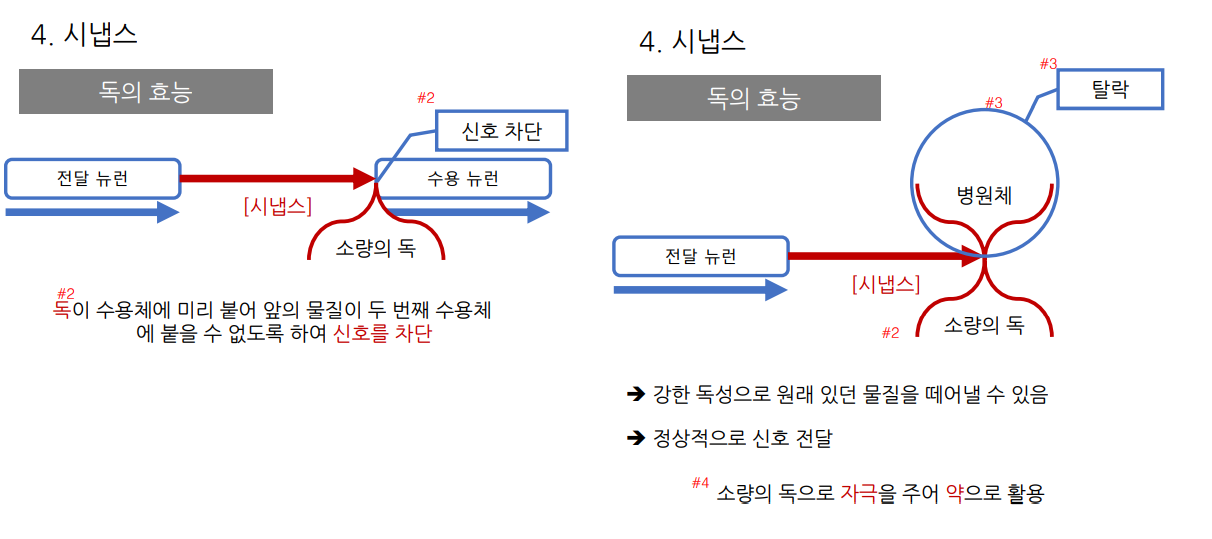 4. 시냅스
독의 효능
#2
신호 차단
전달 뉴런
수용 뉴런
[시냅스]
소량의 독
#2
독이 수용체에 미리 붙어 앞의 물질이 두 번째 수용체
에 붙을 수 없도록 하여 신호를 차단
4. 시냅스
독의 효능
#3
탈락
#3
병원체
전달 뉴런
[시냅스]
소량의 독
#2
➔ 강한 독성으로 원래 있던 물질을 떼어낼 수 있음
➔ 정상적으로 신호 전달
#4
소량의 독으로 자극을 주어 약으로 활용